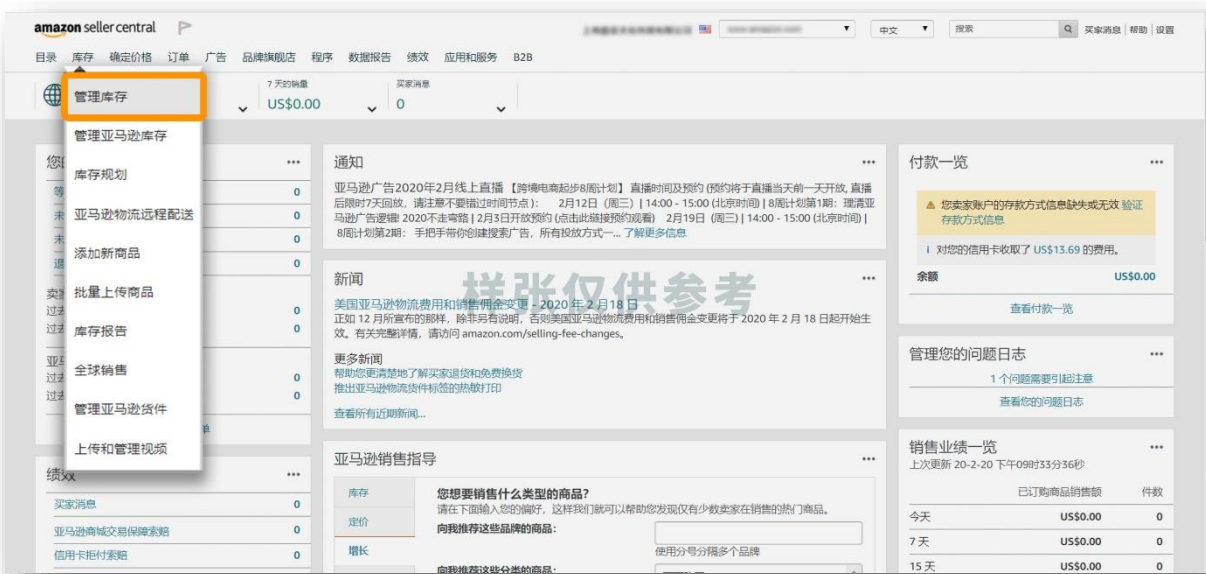 amazon seller central
中文
搜索
买家消息 | 帮助 | 设置
目录 库存 确定价格 订单 广告 品牌旗舰店 程序 数据报告 绩效 应用和服务 B2B
管理库存
管理亚马逊库存
库存规划
亚马逊物流远程配送
添加新商品
批量上传商品
库存报告
全球销售
管理亚马逊货件
上传和管理视频
7 天的销量
US$0.00
买家消息
0
0
0
0
0
过去
0
过去
0
过去
0
过去
0
绩效
买家消息 0
亚马逊商城交易保障索赔 0
信用卡拒付索赔 0
通知
亚马逊广告2020年2月线上直播 【跨境电商起步8周计划】 直播时间及预约 (预约将于直播当天前一天开放, 直播
后限时7天回放，请注意不要错过时间节点)： 2月12日（周三）| 14:00 - 15:00 (北京时间) | 8周计划第1期：理清亚
马逊广告逻辑! 2020不走弯路 | 2月3日开放预约 (点击此链接预约观看) 2月19日（周三) | 14:00 - 15:00 (北京时间) |
8周计划第2期： 手把手带你创建搜索广告，所有投放方式一... 了解更多信息
新闻
样张仅供参考
美国亚马逊物流费用和销售佣金变更 - 2020 年 2 月18 日
正如 12 月所宣布的那样，除非另有说明，否则美国亚马逊物流费用和销售佣金变更将于 2020 年 2 月 18 日起开始生
效。有关完整详情，请访问 amazon.com/selling-fee-changes。
更多新闻
帮助您更清楚地了解买家退货和免费换货
推出亚马逊物流货件标签的热敏打印
查看所有近期新闻...
亚马逊销售指导
库存
定价
增长
您想要销售什么类型的商品?
请在下面输入您的偏好，这样我们就可以帮助您发现仅有少数卖家在销售的热门商品。
向我推荐这些品牌的商品：
使用分号分隔多个品牌
向我推荐这些分类的商品：
付款一览
您卖家账户的存款方式信息缺失或无效 验证
存款方式信息
对您的信用卡收取了 US$13.69 的费用。
余额 US$0.00
查看付款一览
管理您的问题日志
1 个问题需要引起注意
查看您的问题日志
销售业绩一览
上次更新 20-2-20 下午09时33分36秒
已订购商品销售额 件数
今天 US$0.00 0
7 天 US$0.00 0
15 天 US$0.00 0